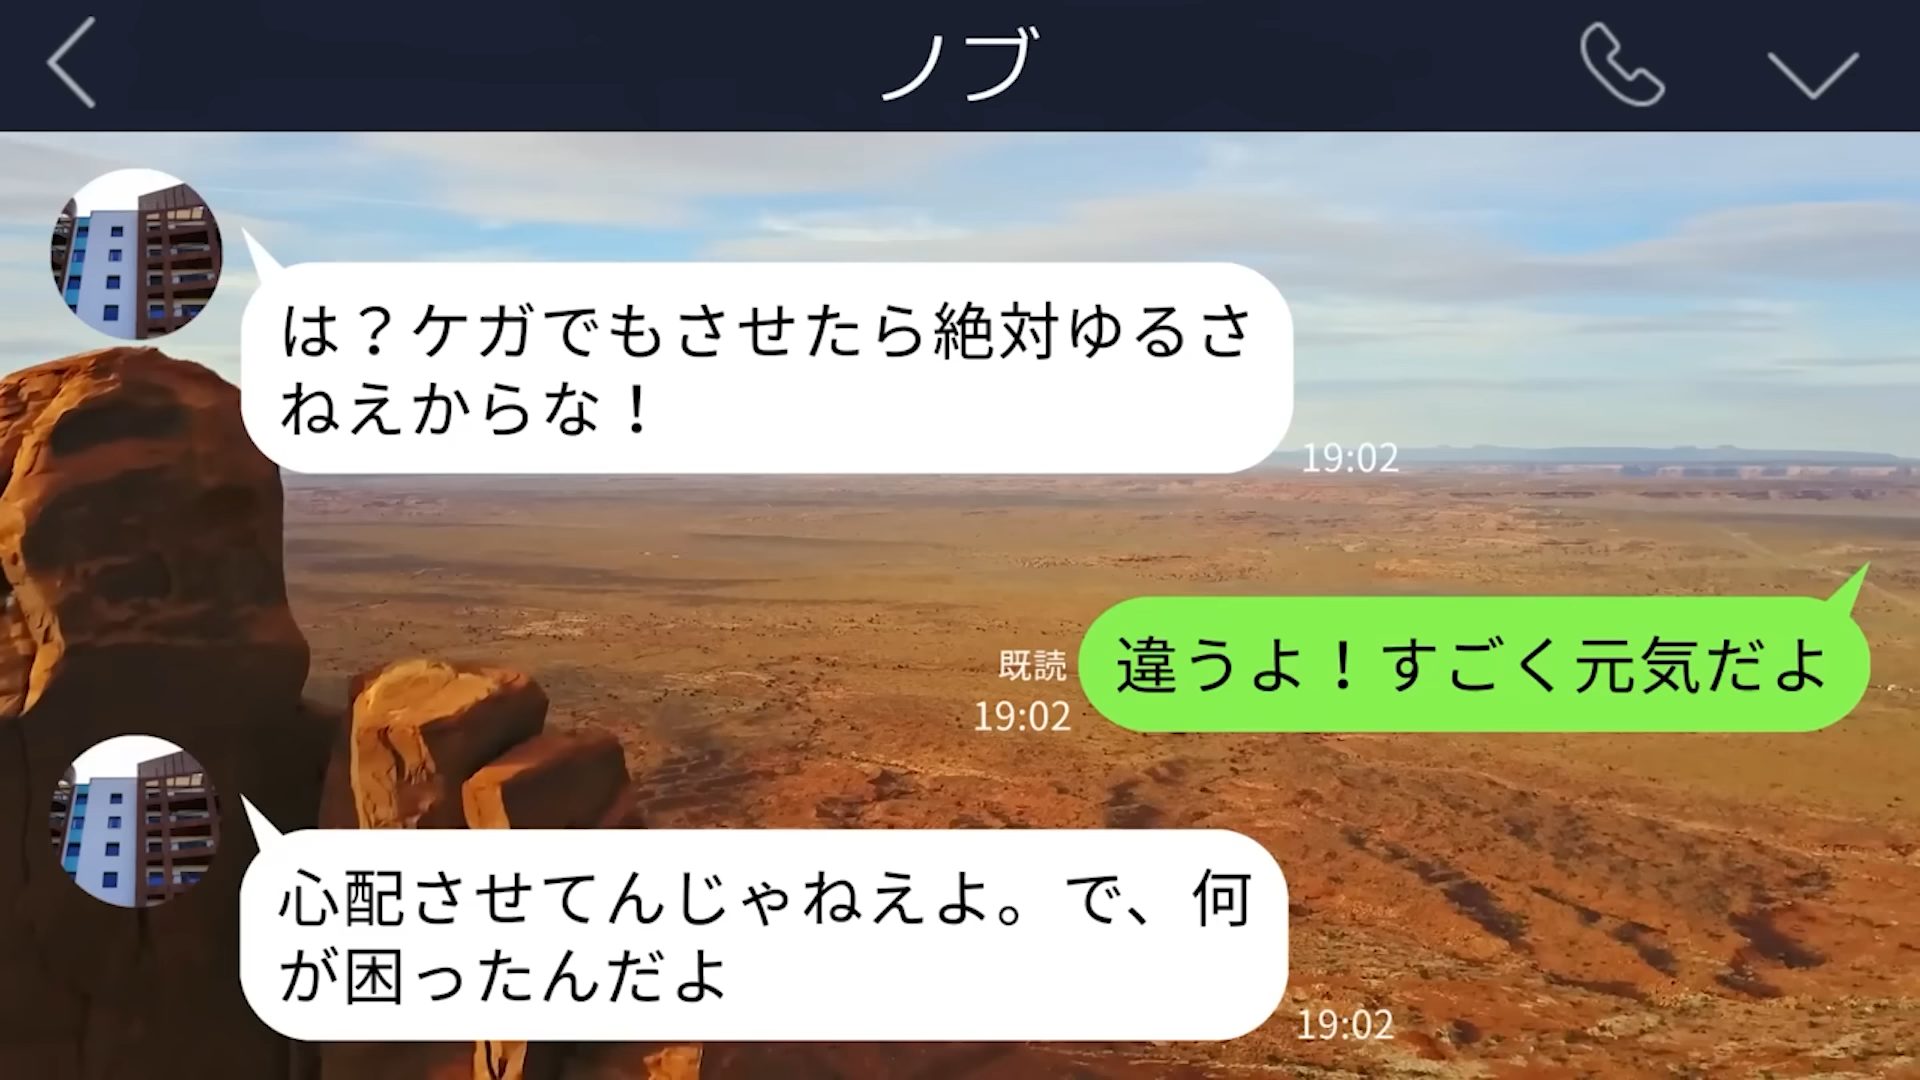 ノブ
は？ケガでもさせたら絶対ゆるさ
ねえからな！
19:02
違うよ！すごく元気だよ
既読
19:02
心配させてんじゃねえよ。で、何
が困ったんだよ
19:02